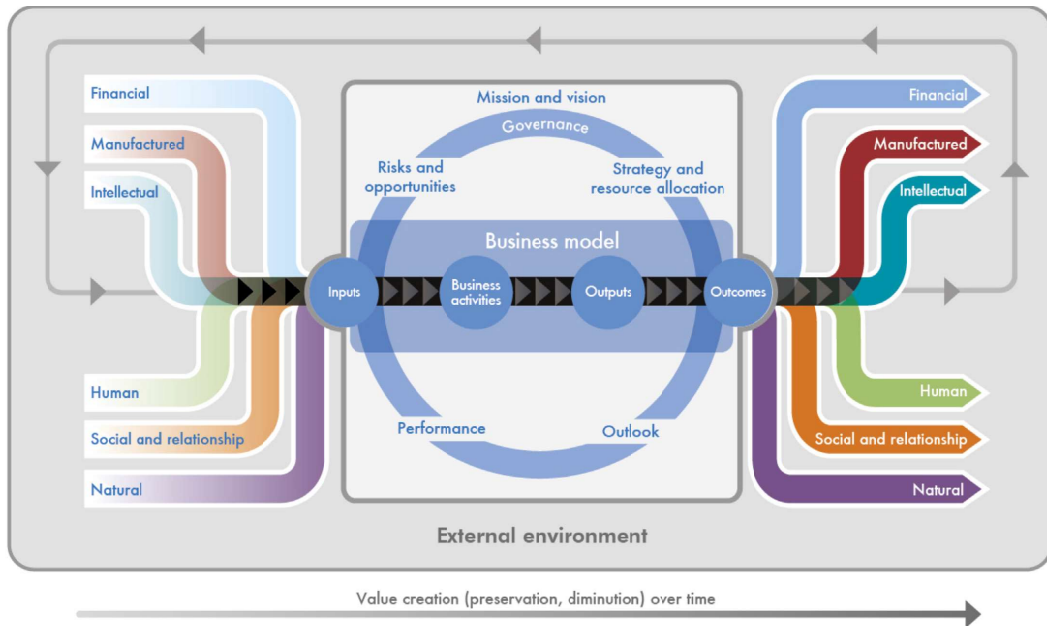 Financial
Manufactured
Intellectual
Human
Social and relationship
Natural
Mission and vision
Governance
Risks and
opportunities
Strategy and
resource allocation
Business model
Inputs
Business
activities
Outputs
Outcomes
Performance
Outlook
Financial
Manufactured
Intellectual
Human
Social and relationship
Natural
External environment
Value creation (preservation, diminution) over time